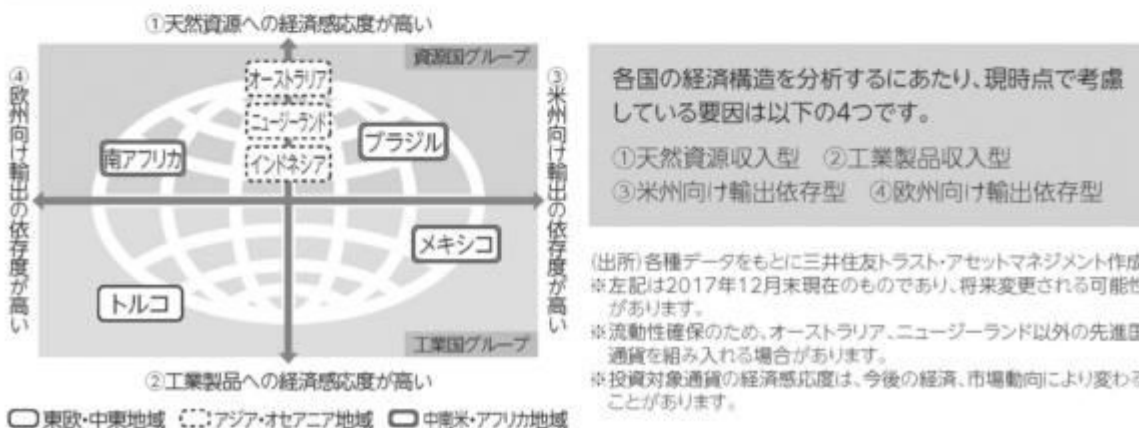 ①天然資源への経済感応度が高い
資源国グループ
④欧州向け輸出の依存度が高い
③米州向け輸出の依存度が高い
オーストラリア
ニュージーランド
インドネシア
南アフリカ
ブラジル
メキシコ
トルコ
工業国グループ
②工業製品への経済感応度が高い
東欧・中東地域 アジア・オセアニア地域 中南米・アフリカ地域
各国の経済構造を分析するにあたり、現時点で考慮
している要因は以下の4つです。
①天然資源収入型 ②工業製品収入型
③米州向け輸出依存型 ④欧州向け輸出依存型
(出所)各種データをもとに三井住友トラスト・アセットマネジメント作成
※左記は2017年12月末現在のものであり、将来変更される可能性
があります。
※流動性確保のため、オーストラリア、ニュージーランド以外の先進国
通貨を組み入れる場合があります。
※投資対象通貨の経済感応度は、今後の経済、市場動向により変わる
ことがあります。